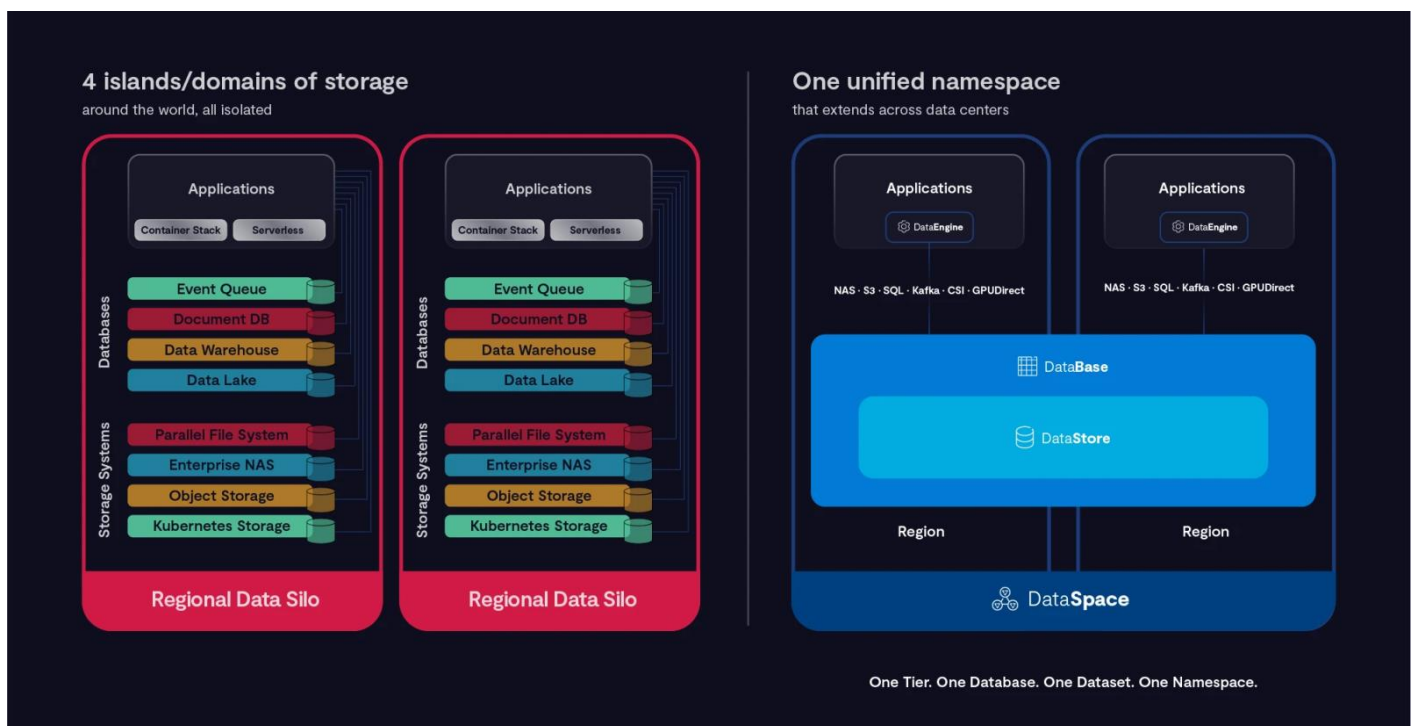 4 islands/domains of storage
around the world, all isolated
Applications
Container Stack
Serverless
Databases
Event Queue
Document DB
Data Warehouse
Data Lake
Storage Systems
Parallel File System
Enterprise NAS
Object Storage
Kubernetes Storage
Regional Data Silo
Applications
Container Stack
Serverless
Databases
Event Queue
Document DB
Data Warehouse
Data Lake
Storage Systems
Parallel File System
Enterprise NAS
Object Storage
Kubernetes Storage
Regional Data Silo
One unified namespace
that extends across data centers
Applications
DataEngine
NAS · S3 · SQL · Kafka · CSI · GPUDirect
Applications
DataEngine
NAS · S3 · SQL · Kafka · CSI · GPUDirect
DataBase
DataStore
Region
Region
DataSpace
One Tier. One Database. One Dataset. One Namespace.